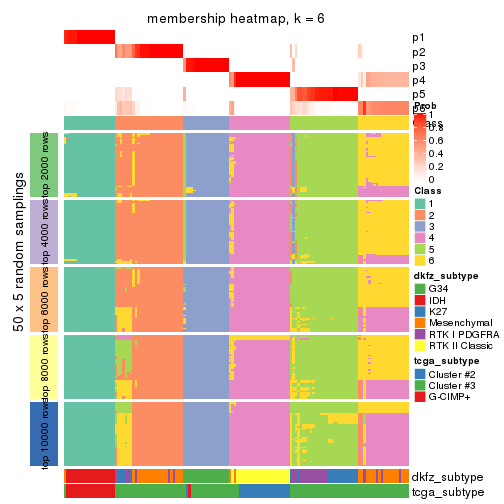 membership heatmap, k = 6
p1
p2
p3
p4
p5
p6
Class
50 x 5 random samplings
top 2000 rows
top 4000 rows
top 6000 rows
top 8000 rows
top 10000 rows
Prob
1
0.8
0.6
0.4
0.2
0
Class
1
2
3
4
5
6
dkfz_subtype
G34
IDH
K27
Mesenchymal
RTK I PDGFRA
RTK II Classic
tcga_subtype
Cluster #2
Cluster #3
G-CIMP+
dkfz_subtype
tcga_subtype